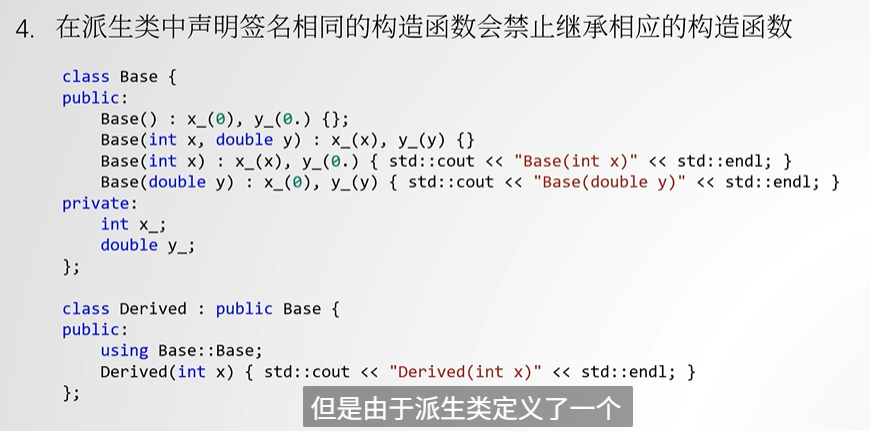 4. 在派生类中声明签名相同的构造函数会禁止继承相应的构造函数
class Base {
public:
    Base() : x_(0), y_(0.) {};
    Base(int x, double y) : x_(x), y_(y) {}
    Base(int x) : x_(x), y_(0.) { std::cout << "Base(int x)" << std::endl; }
    Base(double y) : x_(0), y_(y) { std::cout << "Base(double y)" << std::endl; }
private:
    int x_;
    double y_;
};
class Derived : public Base {
public:
    using Base::Base;
    Derived(int x) { std::cout << "Derived(int x)" << std::endl; }
};
但是由于派生类定义了一个